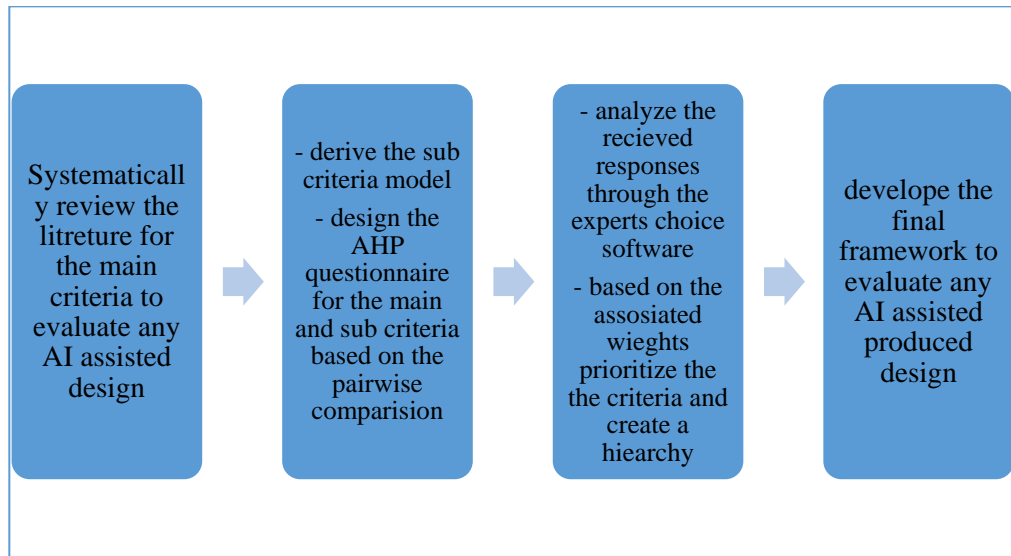 Systematicall
y review the
litreture for
the main
criteria to
evaluate any
AI assisted
design
- derive the sub
criteria model
- design the
AHP
questionnaire
for the main
and sub criteria
based on the
pairwise
comparision
- analyze the
recieved
responses
through the
experts choice
software
- based on the
assosiated
wieghts
prioritize the
the criteria and
create a
hiearchy
develope the
final
framework to
evaluate any
AI assisted
produced
design